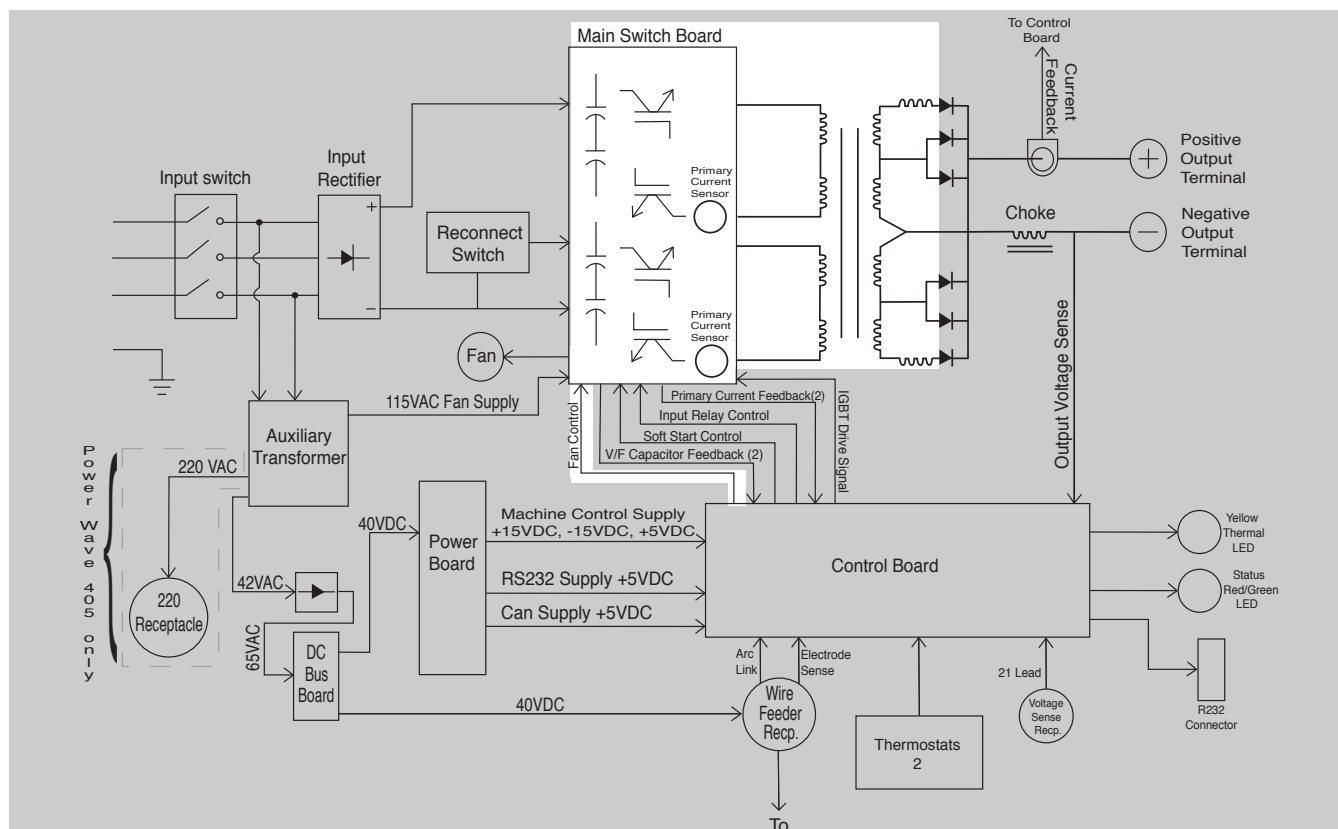 Main Switch Board
To Control
Board
Current
Feedback
Positive
Output
Terminal
+
Input
Rectifier
Input switch
+
Primary
Current
Sensor
Reconnect
Switch
Choke
Negative
Output
Terminal
−
−
Primary
Current
Sensor
Fan
Output Voltage Sense
115VAC Fan Supply
Fan Control
Primary Current Feedback(2)
Input Relay Control
Soft Start Control
V/F Capacitor Feedback (2)
IGBT Drive Signal
Auxiliary
Transformer
Power Wave 405 only
220 VAC
220
Receptacle
42VAC
65VAC
DC
Bus
Board
40VDC
40VDC
Power
Board
Machine Control Supply
+15VDC, -15VDC, +5VDC
RS232 Supply +5VDC
Can Supply +5VDC
Control Board
Yellow
Thermal
LED
Status
Red/Green
LED
Arc
Link
Electrode
Sense
Wire
Feeder
Recp.
Thermostats
2
21 Lead
Voltage
Sense
Recp.
R232
Connector
To